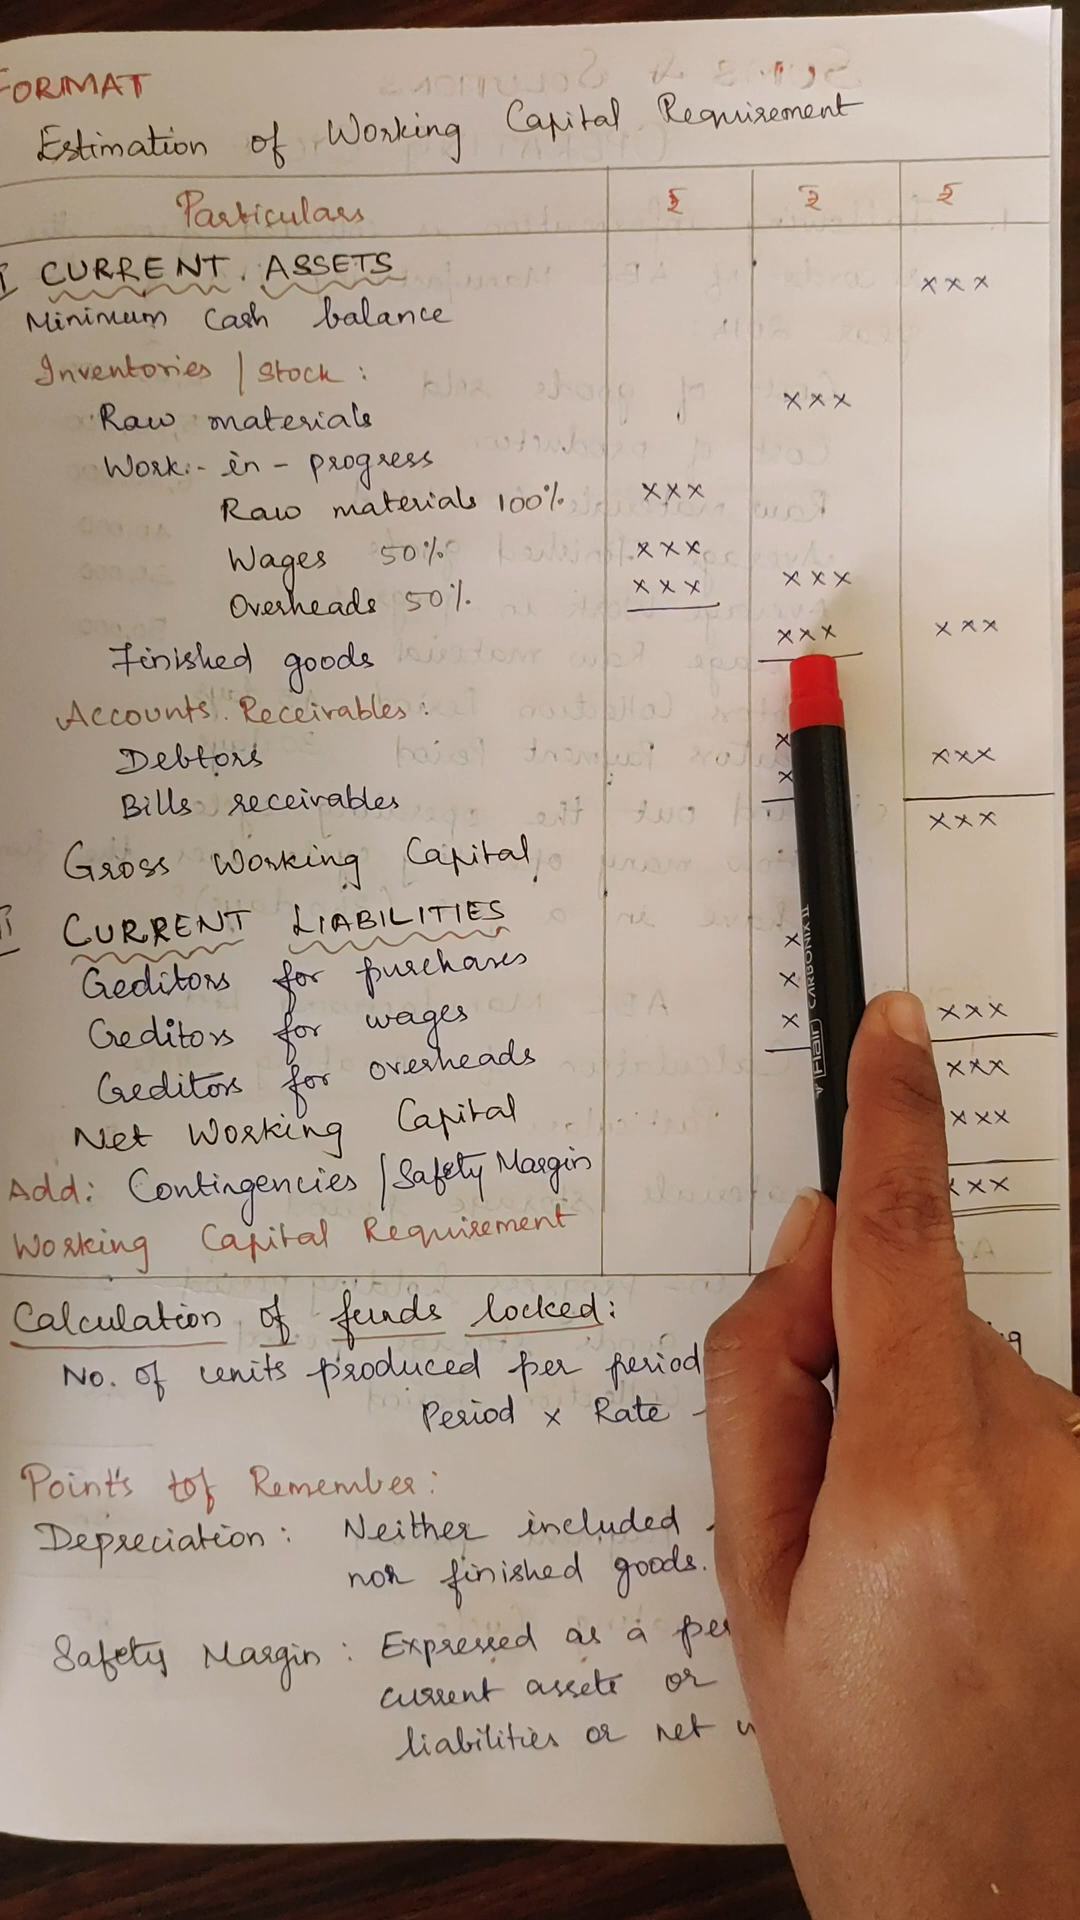 FORMAT
Estimation of Working Capital Requirement
Particulars ₹ ₹ ₹
I CURRENT ASSETS
Minimum cash balance xxx
Inventories / Stock :
Raw materials xxx
Work-in-progress
Raw materials 100% xxx
Wages 50% xxx
Overheads 50% xxx xxx
Finished goods xxx xxx
Accounts Receivables :
Debtors x
Bills receivables x xxx
Gross Working Capital xxx
II CURRENT LIABILITIES
Creditors for purchases x
Creditors for wages x
Creditors for overheads x xxx
Net Working Capital xxx
Add: Contingencies / Safety Margin xxx
Working Capital Requirement xxx
Calculation of funds locked:
No. of units produced per period
Period x Rate
Points to Remember:
Depreciation : Neither included
nor finished goods.
Safety Margin : Expressed as a
current assets or
liabilities or net
Flair CARBONIX II